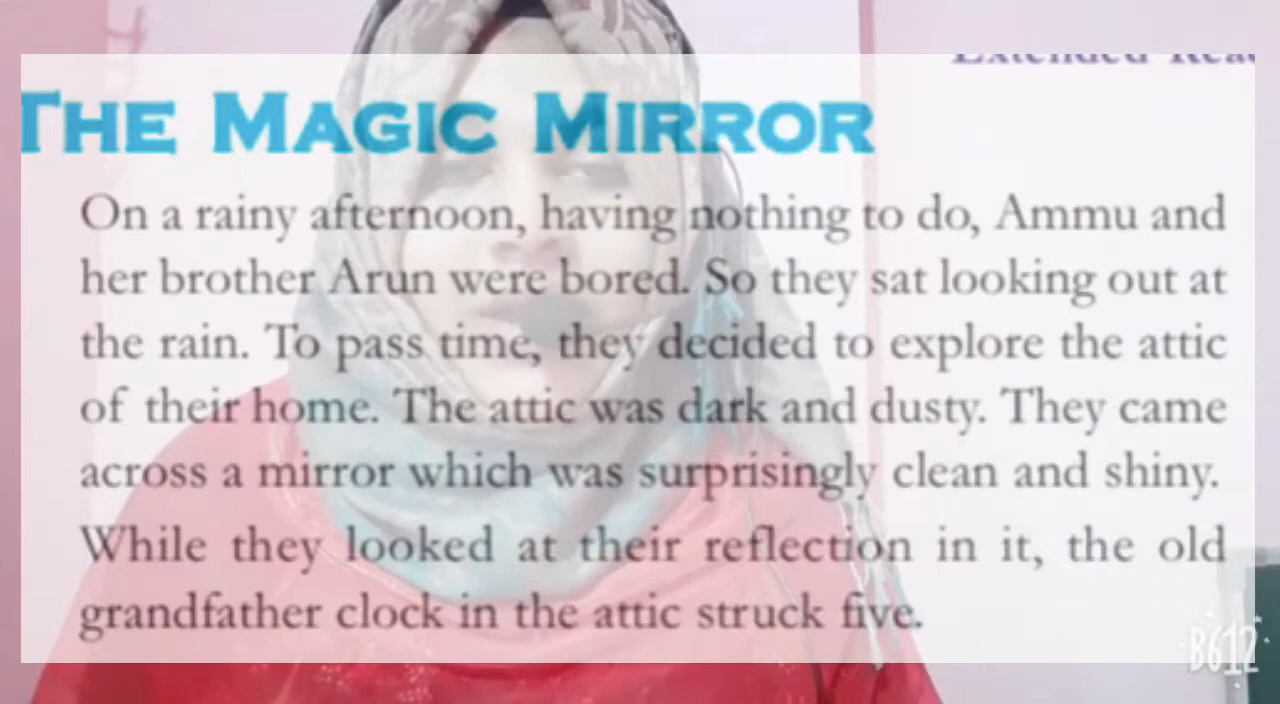 Extended Rea
THE MAGIC MIRROR
On a rainy afternoon, having nothing to do, Ammu and
her brother Arun were bored. So they sat looking out at
the rain. To pass time, they decided to explore the attic
of their home. The attic was dark and dusty. They came
across a mirror which was surprisingly clean and shiny.
While they looked at their reflection in it, the old
grandfather clock in the attic struck five.
B612